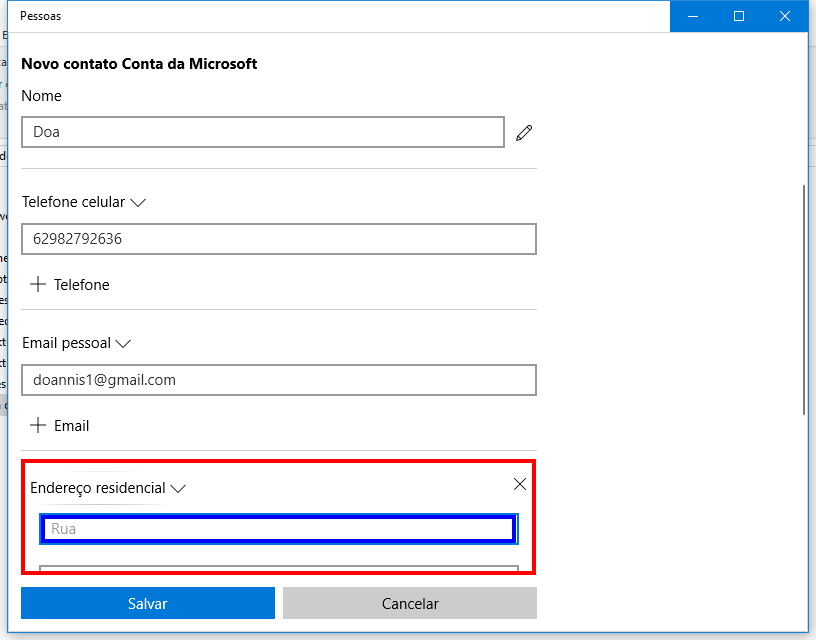 Pessoas
Novo contato Conta da Microsoft
Nome
Doa
Telefone celular
62982792636
Telefone
Email pessoal
doannis1@gmail.com
Email
Endereço residencial
Rua
Salvar
Cancelar